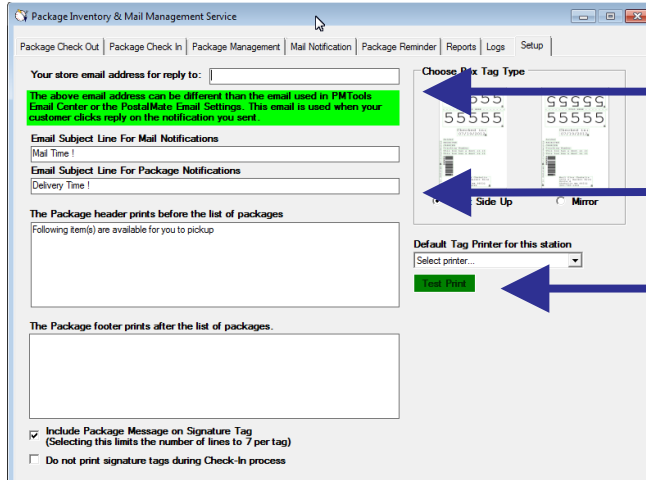 Package Inventory & Mail Management Service
Package Check Out
Package Check In
Package Management
Mail Notification
Package Reminder
Reports
Logs
Setup
Your store email address for reply to:
The above email address can be different than the email used in PMTools
Email Center or the PostalMate Email Settings. This email is used when your
customer clicks reply on the notification you sent.
Email Subject Line For Mail Notifications
Mail Time !
Email Subject Line For Package Notifications
Delivery Time !
The Package header prints before the list of packages
Following item(s) are available for you to pickup
The Package footer prints after the list of packages.
Include Package Message on Signature Tag
(Selecting this limits the number of lines to 7 per tag)
Do not print signature tags during Check-In process
Choose Tag Type
55555
Side Up
Mirror
Default Tag Printer for this station
Select printer...
Test Print